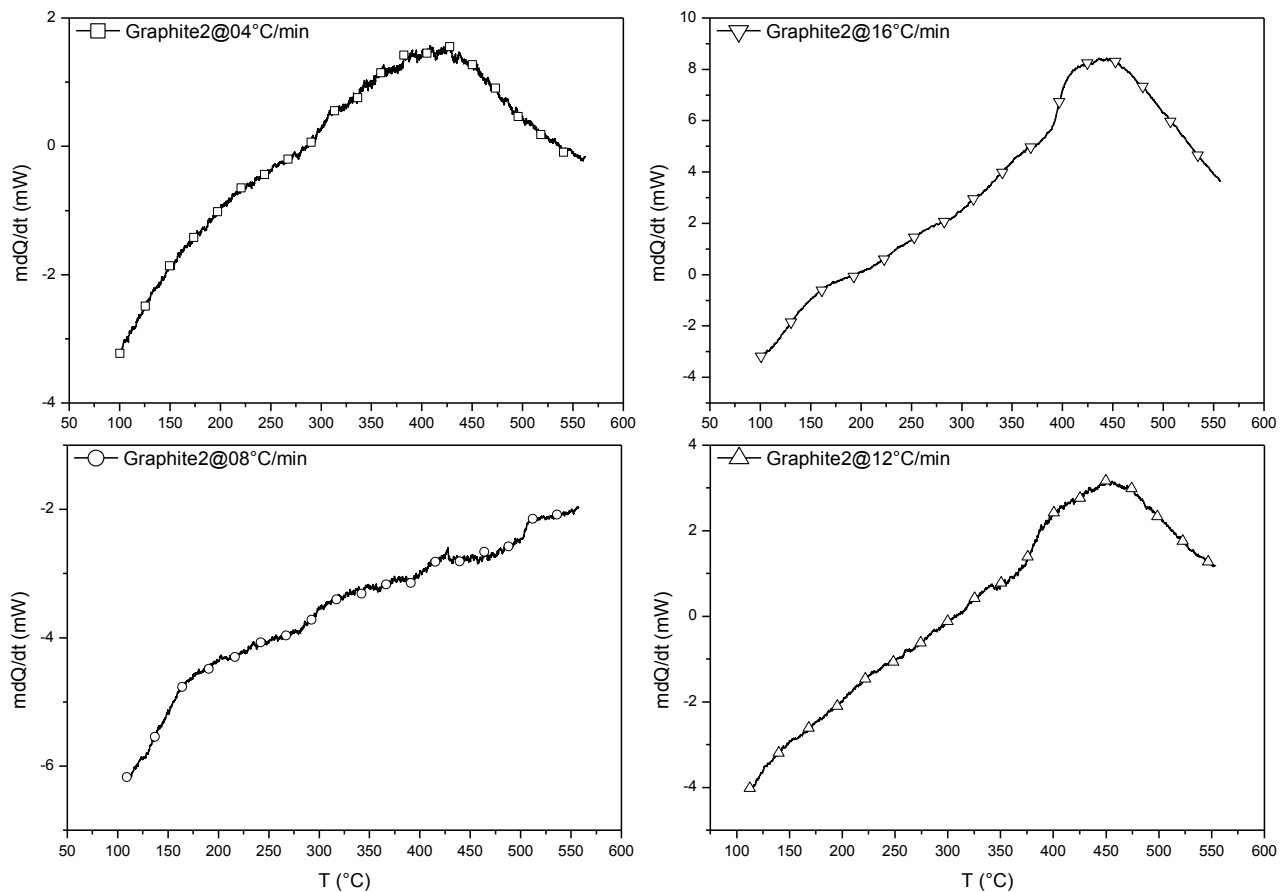 Graphite2@04°C/min
mdQ/dt (mW)
2
0
-2
-4
50 100 150 200 250 300 350 400 450 500 550 600
Graphite2@16°C/min
mdQ/dt (mW)
10
8
6
4
2
0
-2
-4
50 100 150 200 250 300 350 400 450 500 550 600
Graphite2@08°C/min
mdQ/dt (mW)
-2
-4
-6
50 100 150 200 250 300 350 400 450 500 550 600
T (°C)
Graphite2@12°C/min
mdQ/dt (mW)
4
2
0
-2
-4
100 150 200 250 300 350 400 450 500 550 600
T (°C)